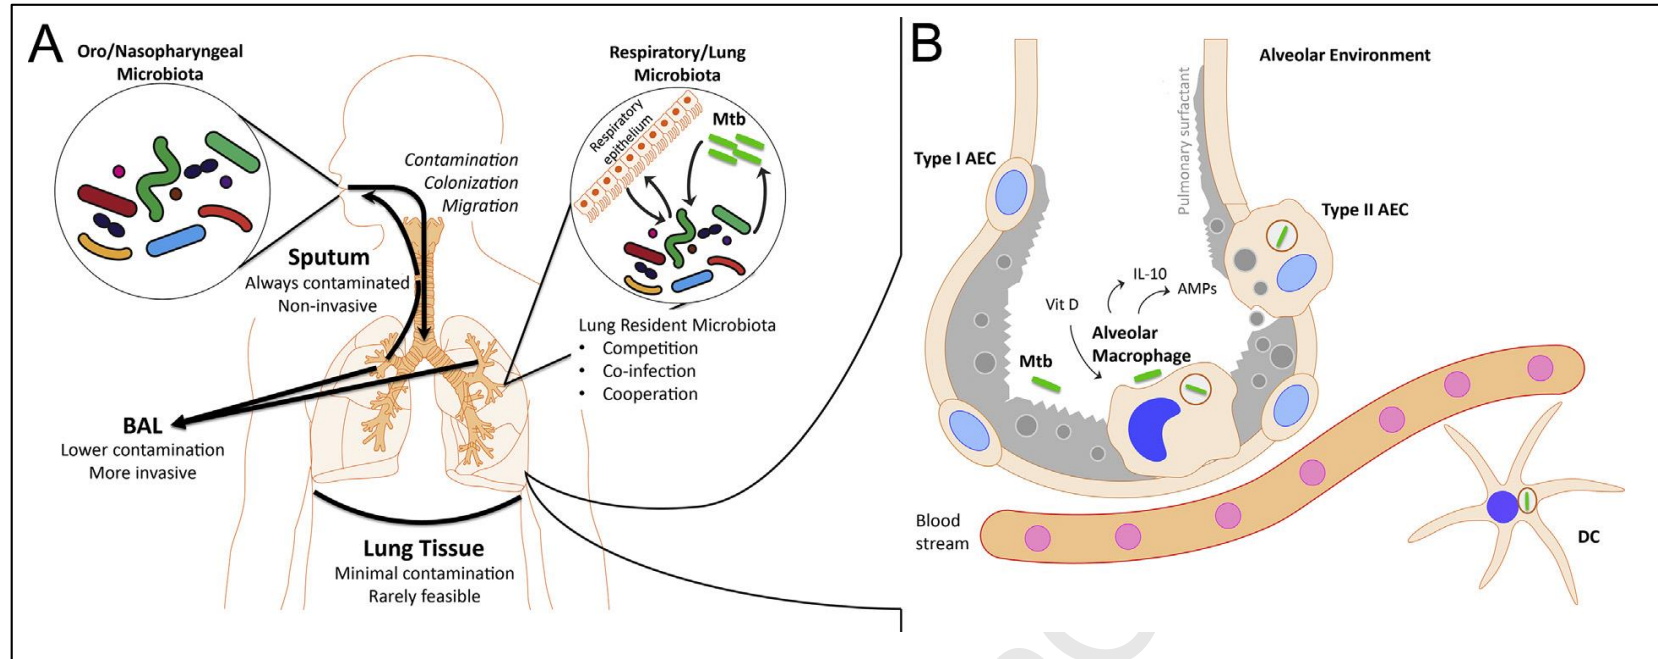 A
Oro/Nasopharyngeal
Microbiota
Contamination
Colonization
Migration
Sputum
Always contaminated
Non-invasive
BAL
Lower contamination
More invasive
Lung Tissue
Minimal contamination
Rarely feasible
Respiratory/Lung
Microbiota
Respiratory
epithelium
Mtb
Lung Resident Microbiota
• Competition
• Co-infection
• Cooperation
B
Alveolar Environment
Pulmonary surfactant
Type I AEC
Type II AEC
IL-10
AMPs
Vit D
Alveolar
Macrophage
Mtb
Blood
stream
DC